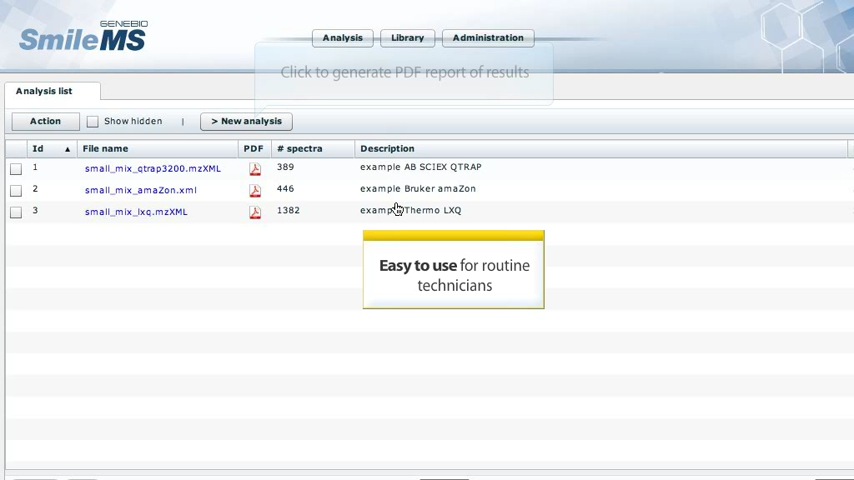 GENEBIO
SmileMS
Analysis Library Administration
Click to generate PDF report of results
Analysis list
Action Show hidden | > New analysis
Id File name PDF # spectra Description
1 small_mix_qtrap3200.mzXML 389 example AB SCIEX QTRAP
2 small_mix_amaZon.xml 446 example Bruker amaZon
3 small_mix_lxq.mzXML 1382 example Thermo LXQ
Easy to use for routine
technicians